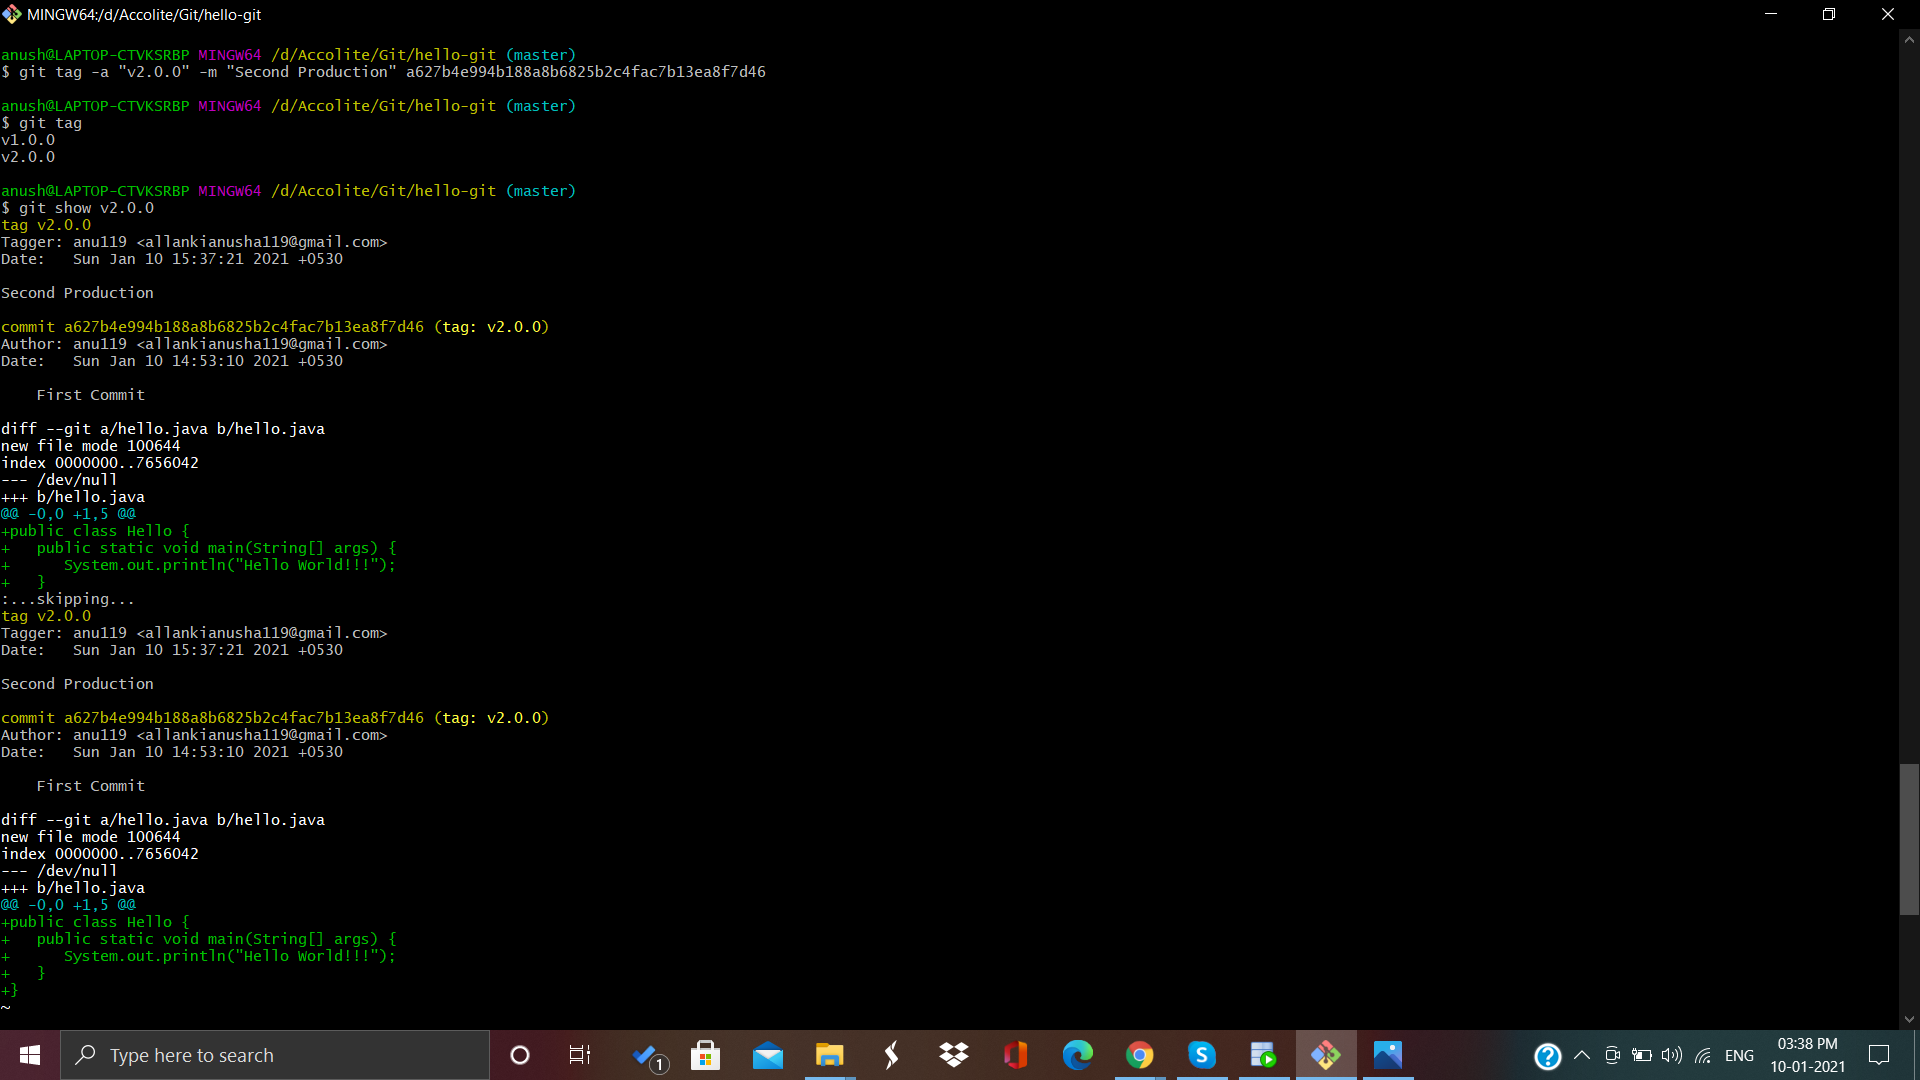 MINGW64:/d/Accolite/Git/hello-git
anush@LAPTOP-CTVKSRBP MINGW64 /d/Accolite/Git/hello-git (master)
$ git tag -a "v2.0.0" -m "Second Production" a627b4e994b188a8b6825b2c4fac7b13ea8f7d46
anush@LAPTOP-CTVKSRBP MINGW64 /d/Accolite/Git/hello-git (master)
$ git tag
v1.0.0
v2.0.0
anush@LAPTOP-CTVKSRBP MINGW64 /d/Accolite/Git/hello-git (master)
$ git show v2.0.0
tag v2.0.0
Tagger: anu119 <allankianusha119@gmail.com>
Date:   Sun Jan 10 15:37:21 2021 +0530
Second Production
commit a627b4e994b188a8b6825b2c4fac7b13ea8f7d46 (tag: v2.0.0)
Author: anu119 <allankianusha119@gmail.com>
Date:   Sun Jan 10 14:53:10 2021 +0530
    First Commit
diff --git a/hello.java b/hello.java
new file mode 100644
index 0000000..7656042
--- /dev/null
+++ b/hello.java
@@ -0,0 +1,5 @@
+public class Hello {
+   public static void main(String[] args) {
+      System.out.println("Hello World!!!");
+   }
:...skipping...
tag v2.0.0
Tagger: anu119 <allankianusha119@gmail.com>
Date:   Sun Jan 10 15:37:21 2021 +0530
Second Production
commit a627b4e994b188a8b6825b2c4fac7b13ea8f7d46 (tag: v2.0.0)
Author: anu119 <allankianusha119@gmail.com>
Date:   Sun Jan 10 14:53:10 2021 +0530
    First Commit
diff --git a/hello.java b/hello.java
new file mode 100644
index 0000000..7656042
--- /dev/null
+++ b/hello.java
@@ -0,0 +1,5 @@
+public class Hello {
+   public static void main(String[] args) {
+      System.out.println("Hello World!!!");
+   }
+}
~
Type here to search
1
ENG
03:38 PM
10-01-2021